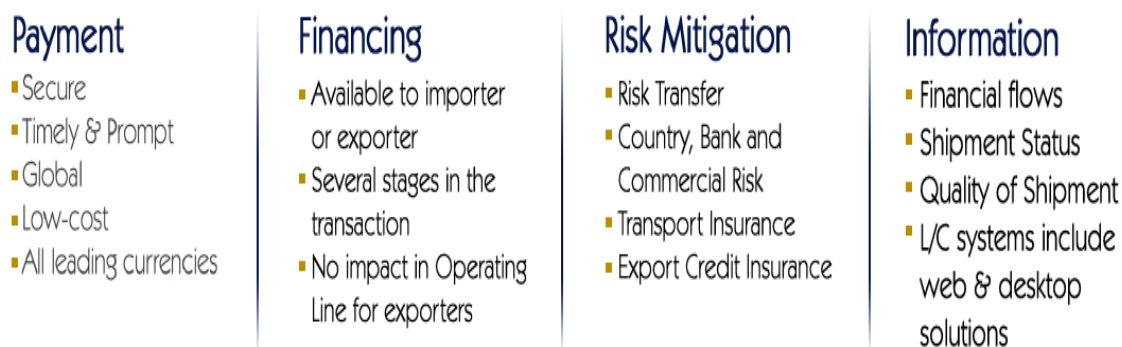 Payment
▪Secure
▪Timely & Prompt
▪Global
▪Low-cost
▪All leading currencies
Financing
▪Available to importer
or exporter
▪Several stages in the
transaction
▪No impact in Operating
Line for exporters
Risk Mitigation
▪Risk Transfer
▪Country, Bank and
Commercial Risk
▪Transport Insurance
▪Export Credit Insurance
Information
▪Financial flows
▪Shipment Status
▪Quality of Shipment
▪L/C systems include
web & desktop
solutions